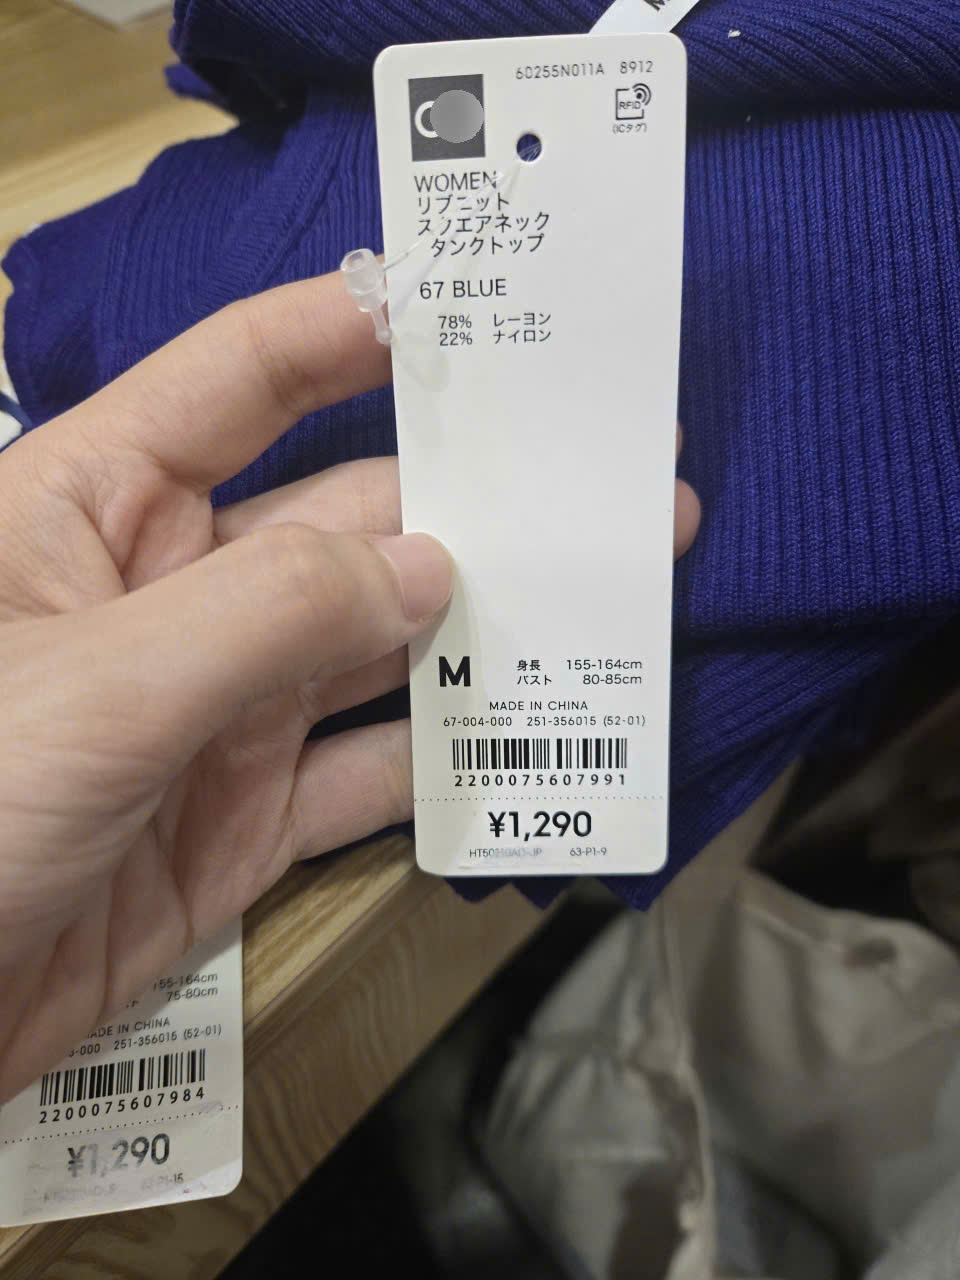 60255N011A 8912
RFID
(ICタグ)
WOMEN
リブニット
スクエアネック
タンクトップ
67 BLUE
78% レーヨン
22% ナイロン
M 身長 155-164cm
バスト 80-85cm
MADE IN CHINA
67-004-000 251-356015 (52-01)
2200075607991
¥1,290
63-P1-9
155-164cm
75-80cm
MADE IN CHINA
251-356015 (52-01)
2200075607984
¥1,290
63-P1-15